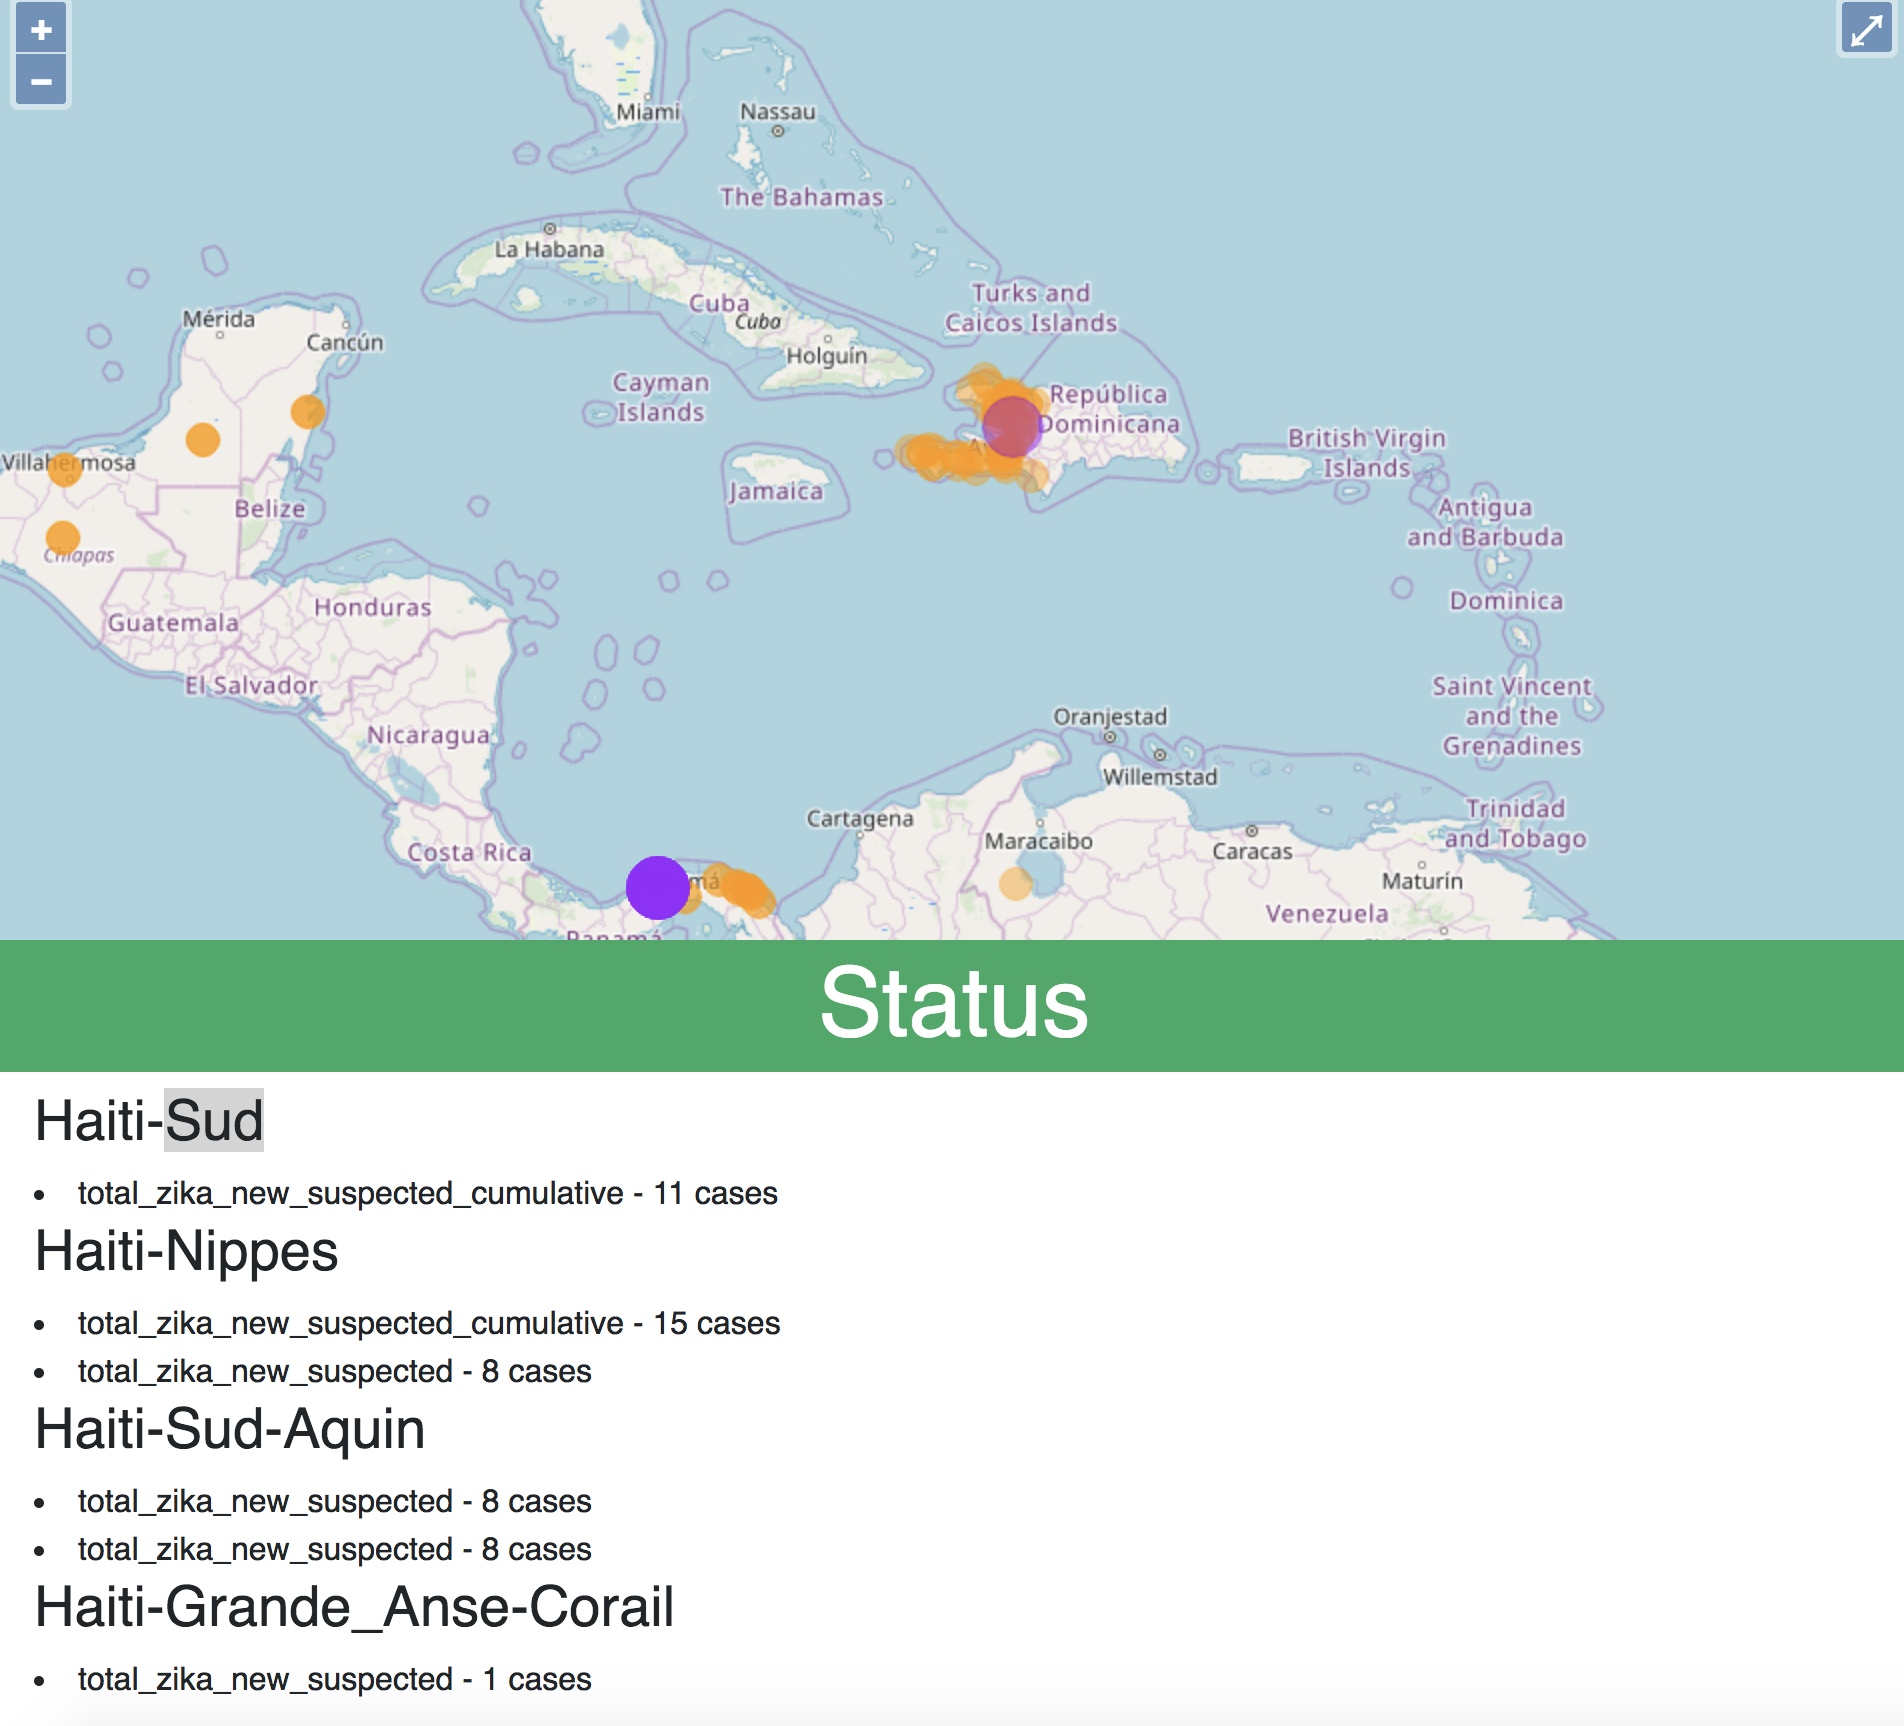 +
−
Miami
Nassau
The Bahamas
La Habana
Cuba
Cuba
Turks and
Caicos Islands
Mérida
Cancún
Holguín
Cayman
Islands
República
Dominicana
British Virgin
Islands
Villahermosa
Jamaica
Belize
Antigua
and Barbuda
Chiapas
Dominica
Honduras
Guatemala
El Salvador
Saint Vincent
and the
Grenadines
Nicaragua
Oranjestad
Willemstad
Cartagena
Trinidad
and Tobago
Maracaibo
Costa Rica
Caracas
Maturín
má
Venezuela
Panamá
Status
Haiti-Sud
• total_zika_new_suspected_cumulative - 11 cases
Haiti-Nippes
• total_zika_new_suspected_cumulative - 15 cases
• total_zika_new_suspected - 8 cases
Haiti-Sud-Aquin
• total_zika_new_suspected - 8 cases
• total_zika_new_suspected - 8 cases
Haiti-Grande_Anse-Corail
• total_zika_new_suspected - 1 cases